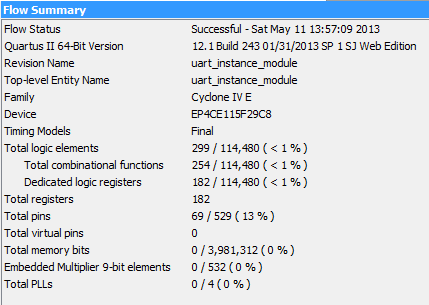 Flow Summary
Flow Status Successful - Sat May 11 13:57:09 2013
Quartus II 64-Bit Version 12.1 Build 243 01/31/2013 SP 1 SJ Web Edition
Revision Name uart_instance_module
Top-level Entity Name uart_instance_module
Family Cyclone IV E
Device EP4CE115F29C8
Timing Models Final
Total logic elements 299 / 114,480 ( < 1 % )
Total combinational functions 254 / 114,480 ( < 1 % )
Dedicated logic registers 182 / 114,480 ( < 1 % )
Total registers 182
Total pins 69 / 529 ( 13 % )
Total virtual pins 0
Total memory bits 0 / 3,981,312 ( 0 % )
Embedded Multiplier 9-bit elements 0 / 532 ( 0 % )
Total PLLs 0 / 4 ( 0 % )